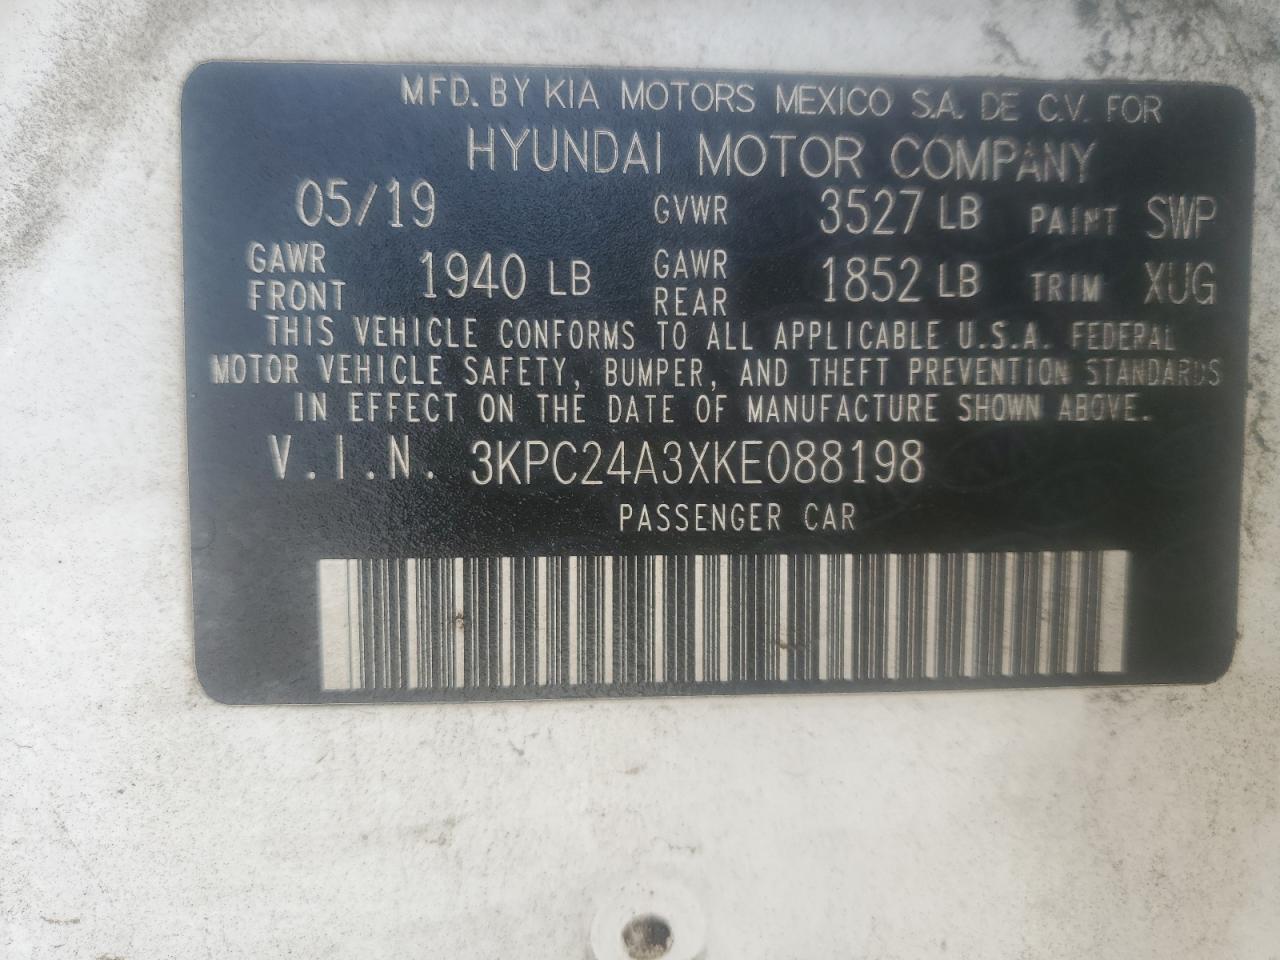 MFD. BY KIA MOTORS MEXICO S.A. DE C.V. FOR
HYUNDAI MOTOR COMPANY
05/19 GVWR 3527 LB PAINT SWP
GAWR FRONT 1940 LB GAWR REAR 1852 LB TRIM XUG
THIS VEHICLE CONFORMS TO ALL APPLICABLE U.S.A. FEDERAL
MOTOR VEHICLE SAFETY, BUMPER, AND THEFT PREVENTION STANDARDS
IN EFFECT ON THE DATE OF MANUFACTURE SHOWN ABOVE.
V.I.N. 3KPC24A3XKE088198
PASSENGER CAR